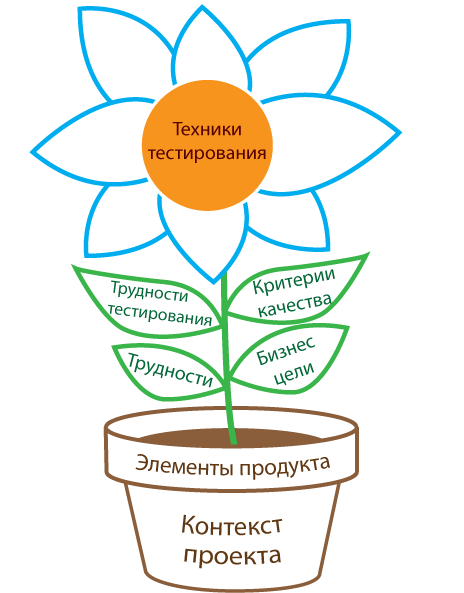 Техники
тестирования
Трудности
тестирования
Критерии
качества
Трудности
Бизнес
цели
Элементы продукта
Контекст
проекта